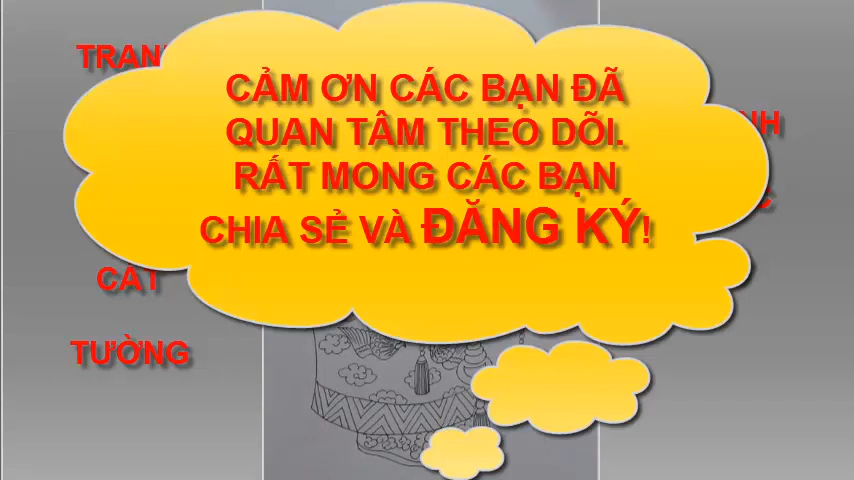 CẢM ƠN CÁC BẠN ĐÃ
QUAN TÂM THEO DÕI.
RẤT MONG CÁC BẠN
CHIA SẺ VÀ ĐĂNG KÝ!
CÁT
TƯỜNG